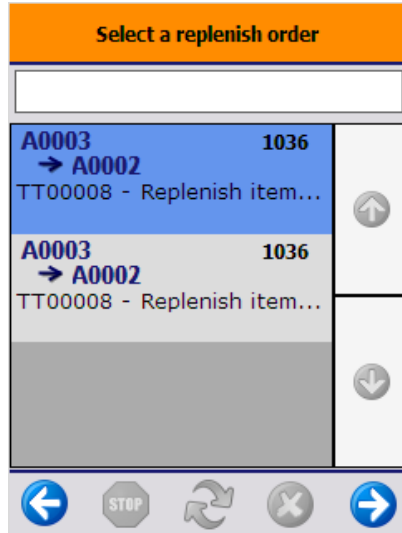 Select a replenish order
A0003 1036
→ A0002
TT00008 - Replenish item...
A0003 1036
→ A0002
TT00008 - Replenish item...
STOP